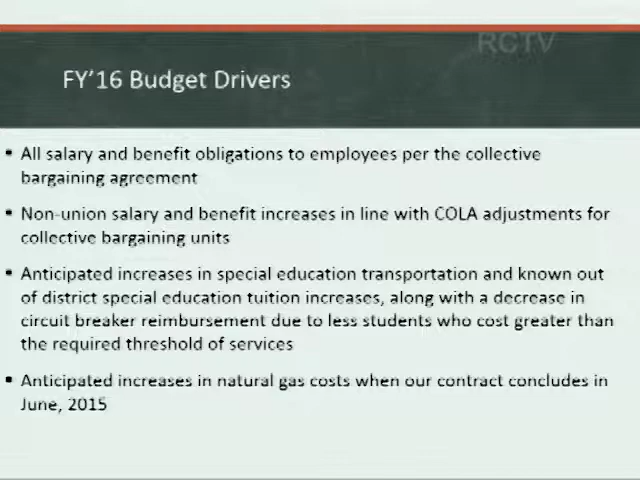 RCTV
FY'16 Budget Drivers
▪ All salary and benefit obligations to employees per the collective
bargaining agreement
▪ Non-union salary and benefit increases in line with COLA adjustments for
collective bargaining units
▪ Anticipated increases in special education transportation and known out
of district special education tuition increases, along with a decrease in
circuit breaker reimbursement due to less students who cost greater than
the required threshold of services
▪ Anticipated increases in natural gas costs when our contract concludes in
June, 2015